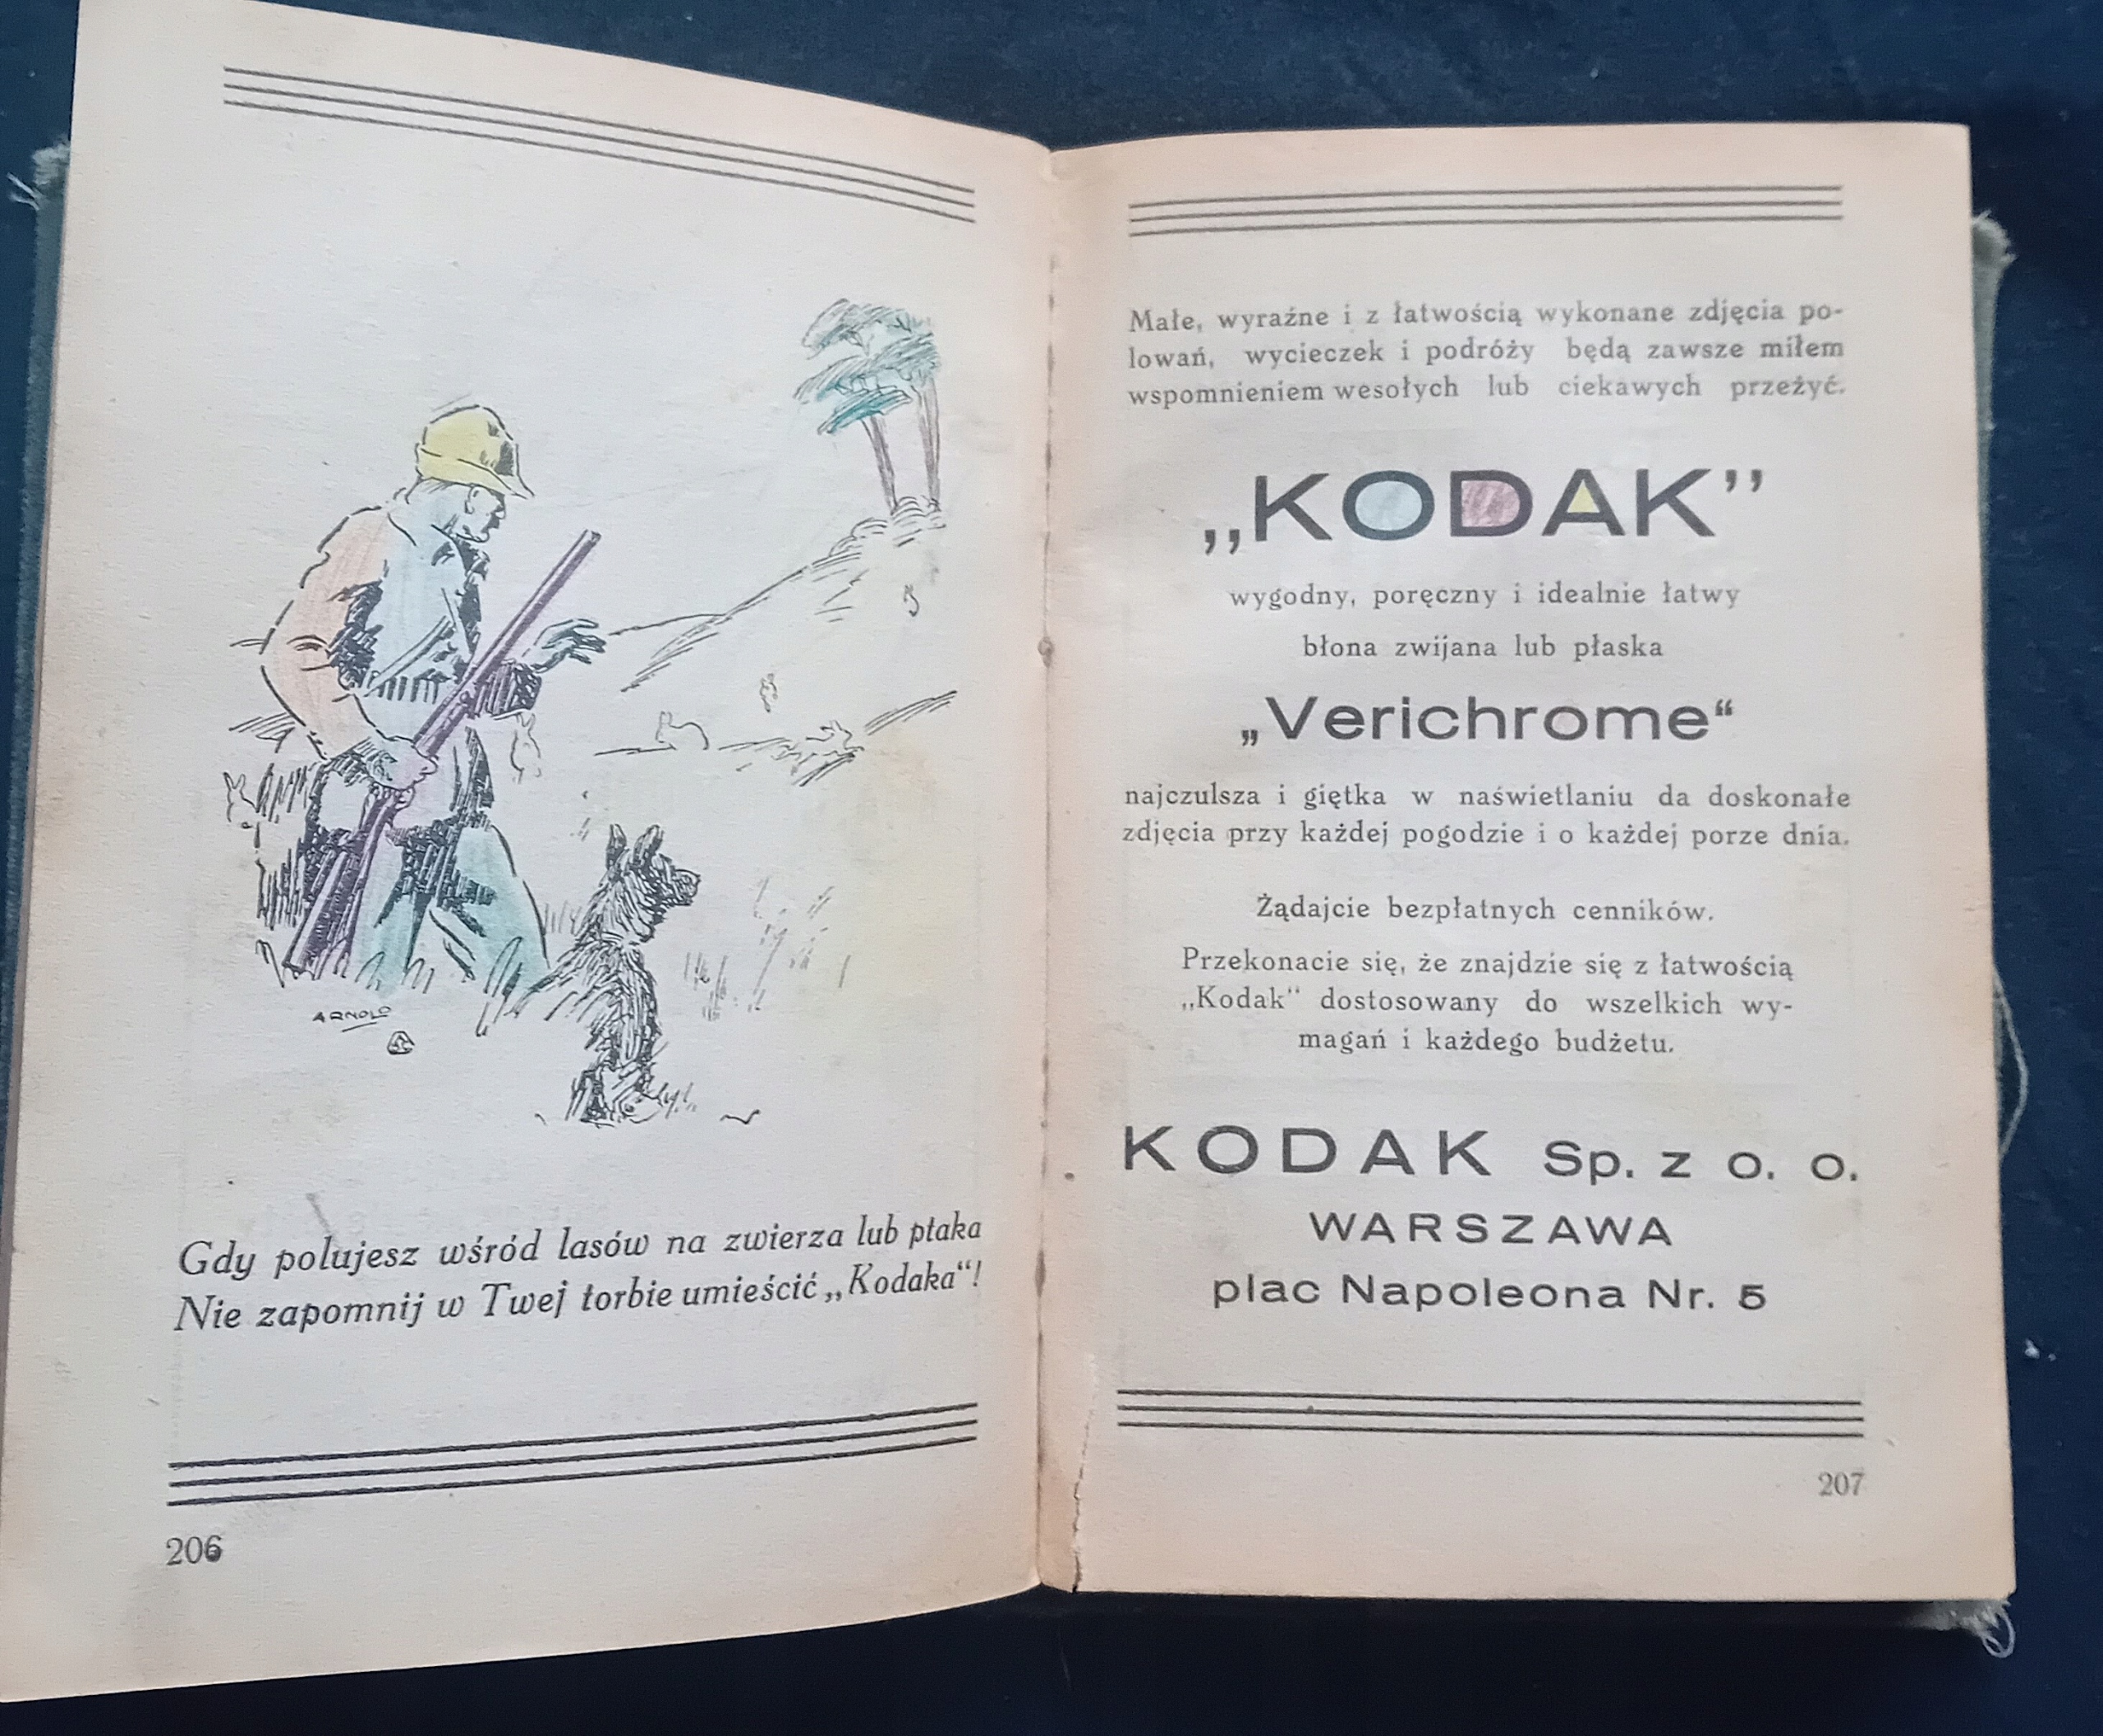 ARNOLD
Gdy polujesz wśród lasów na zwierza lub ptaka
Nie zapomnij w Twej torbie umieścić „Kodaka“!
206
Małe, wyraźne i z łatwością wykonane zdjęcia po-
lowań, wycieczek i podróży będą zawsze miłem
wspomnieniem wesołych lub ciekawych przeżyć.
„KODAK”
wygodny, poręczny i idealnie łatwy
błona zwijana lub płaska
„Verichrome“
najczulsza i giętka w naświetlaniu da doskonałe
zdjęcia przy każdej pogodzie i o każdej porze dnia.
Żądajcie bezpłatnych cenników.
Przekonacie się, że znajdzie się z łatwością
„Kodak“ dostosowany do wszelkich wy-
magań i każdego budżetu.
KODAK Sp. z o. o.
WARSZAWA
plac Napoleona Nr. 5
207